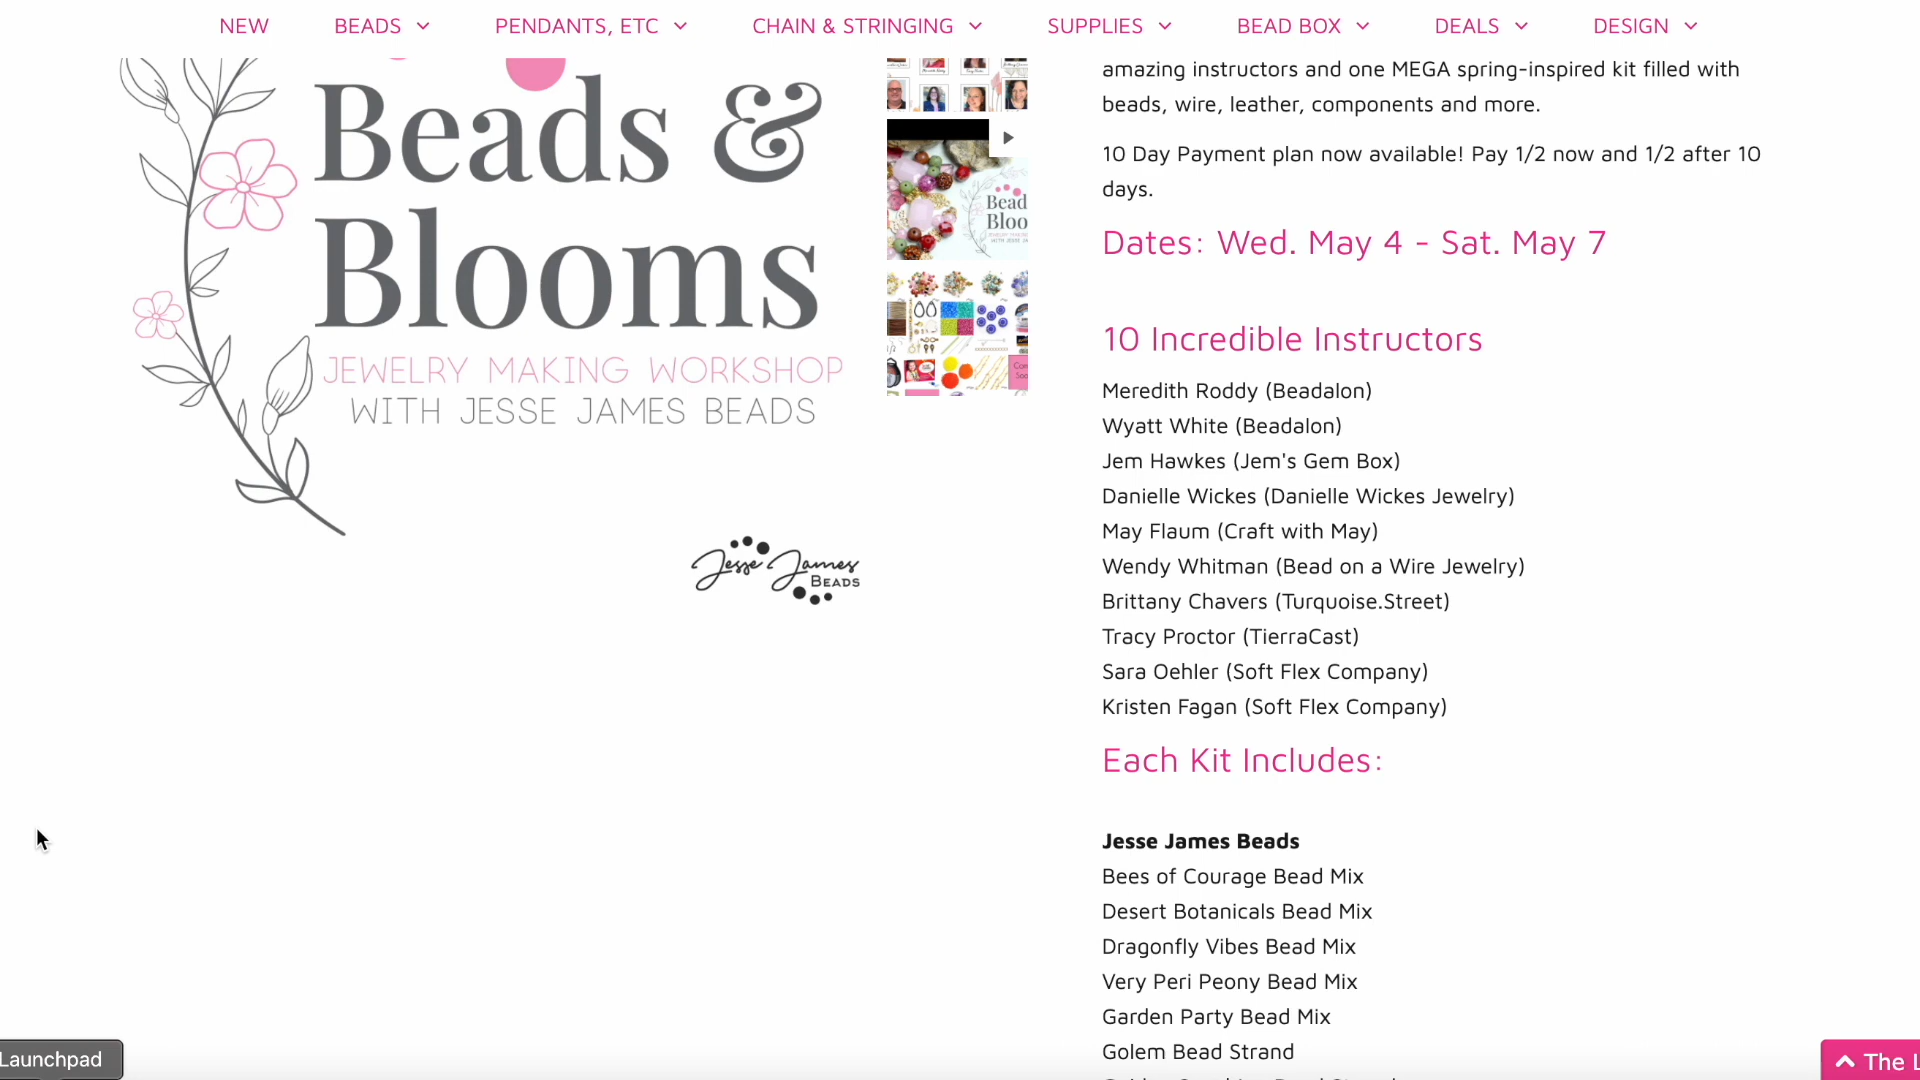 NEW
BEADS
PENDANTS, ETC
CHAIN & STRINGING
SUPPLIES
BEAD BOX
DEALS
DESIGN
Beads &
Blooms
JEWELRY MAKING WORKSHOP
WITH JESSE JAMES BEADS
Jesse James
BEADS
Bead
Bloo
amazing instructors and one MEGA spring-inspired kit filled with
beads, wire, leather, components and more.
10 Day Payment plan now available! Pay 1/2 now and 1/2 after 10
days.
Dates: Wed. May 4 - Sat. May 7
10 Incredible Instructors
Meredith Roddy (Beadalon)
Wyatt White (Beadalon)
Jem Hawkes (Jem's Gem Box)
Danielle Wickes (Danielle Wickes Jewelry)
May Flaum (Craft with May)
Wendy Whitman (Bead on a Wire Jewelry)
Brittany Chavers (Turquoise.Street)
Tracy Proctor (TierraCast)
Sara Oehler (Soft Flex Company)
Kristen Fagan (Soft Flex Company)
Each Kit Includes:
Jesse James Beads
Bees of Courage Bead Mix
Desert Botanicals Bead Mix
Dragonfly Vibes Bead Mix
Very Peri Peony Bead Mix
Garden Party Bead Mix
Golem Bead Strand
Launchpad
The L